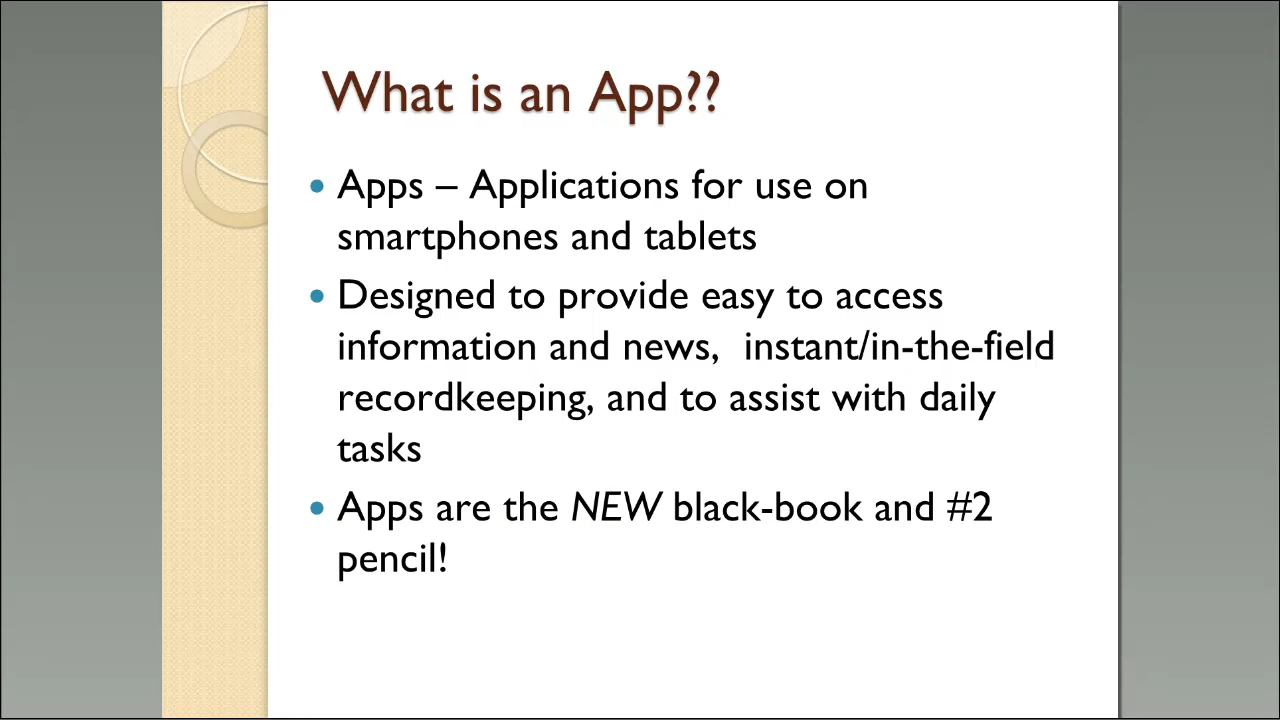 What is an App??
• Apps – Applications for use on
smartphones and tablets
• Designed to provide easy to access
information and news,  instant/in-the-field
recordkeeping, and to assist with daily
tasks
• Apps are the NEW black-book and #2
pencil!